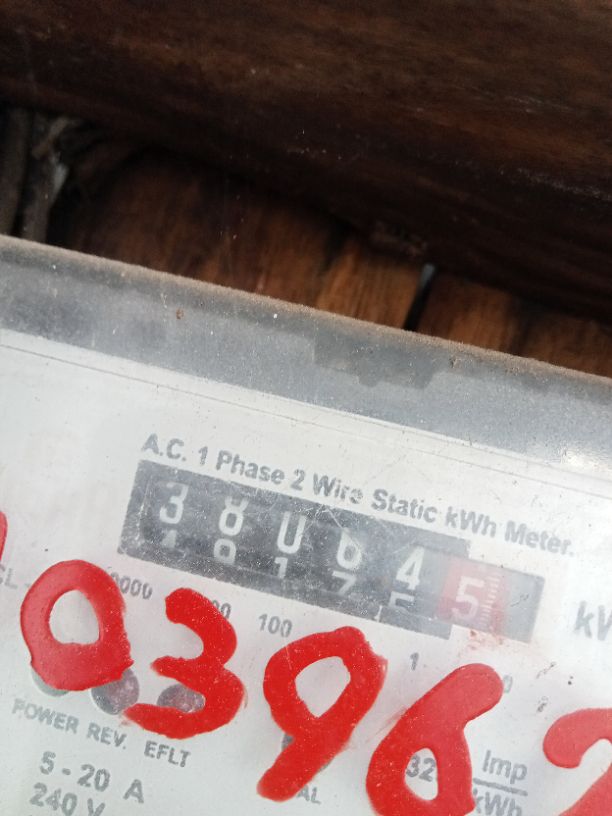 A.C. 1 Phase 2 Wire Static kWh Meter.
38064 5
100 1
03962
POWER REV. EFLT
5 - 20 A
Imp
240 V
kWh